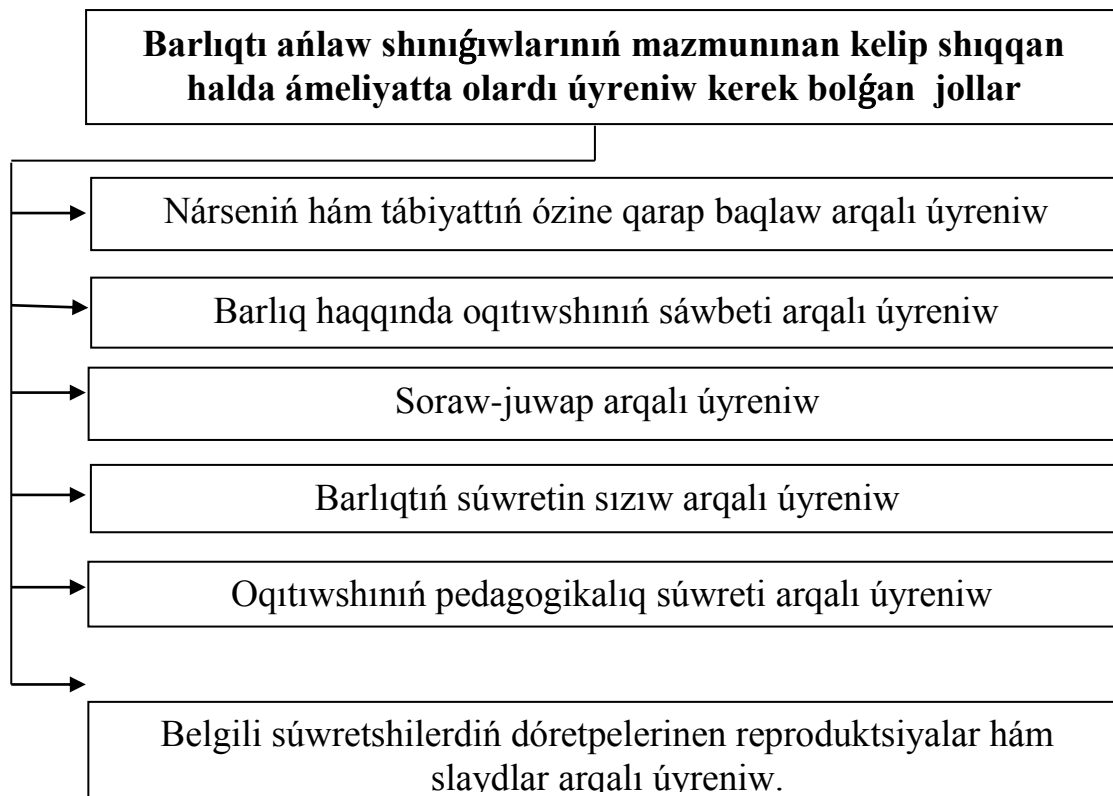 Barlıqtı ańlaw shınıǵıwlarınıń mazmunınan kelip shıqqan
halda ámeliyatta olardı úyreniw kerek bolǵan jollar
Nárseniń hám tábiyattıń ózine qarap baqlaw arqalı úyreniw
Barlıq haqqında oqıtıwshınıń sáwbeti arqalı úyreniw
Soraw-juwap arqalı úyreniw
Barlıqtıń súwretin sızıw arqalı úyreniw
Oqıtıwshınıń pedagogikalıq súwreti arqalı úyreniw
Belgili súwretshilerdiń dóretpelerinen reproduktsiyalar hám
slaydlar arqalı úyreniw.